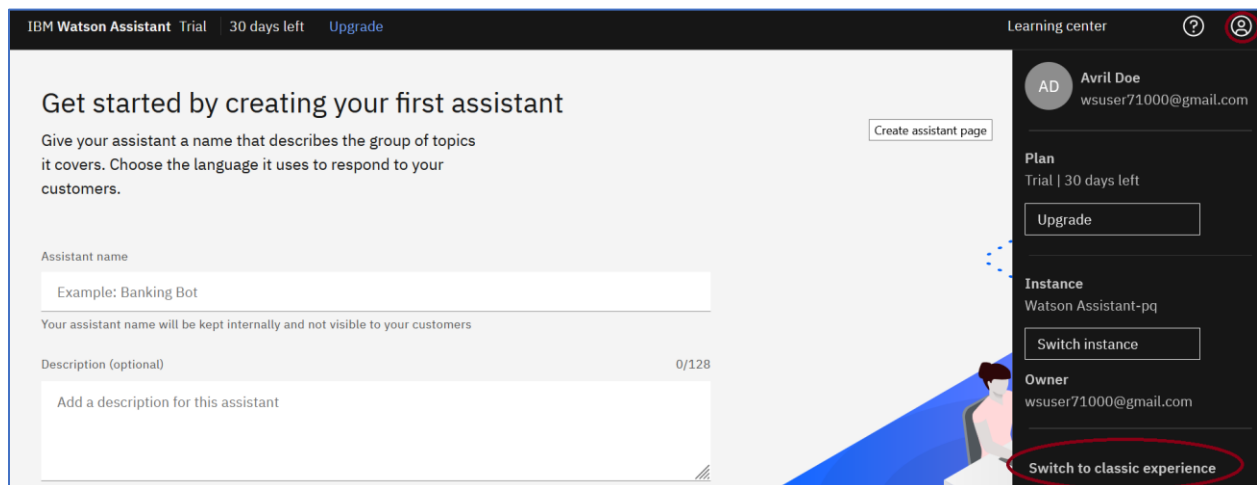 IBM Watson Assistant Trial 30 days left Upgrade Learning center
Get started by creating your first assistant
Give your assistant a name that describes the group of topics
it covers. Choose the language it uses to respond to your
customers.
Create assistant page
Assistant name
Example: Banking Bot
Your assistant name will be kept internally and not visible to your customers
Description (optional) 0/128
Add a description for this assistant
AD
Avril Doe
wsuser71000@gmail.com
Plan
Trial | 30 days left
Upgrade
Instance
Watson Assistant-pq
Switch instance
Owner
wsuser71000@gmail.com
Switch to classic experience